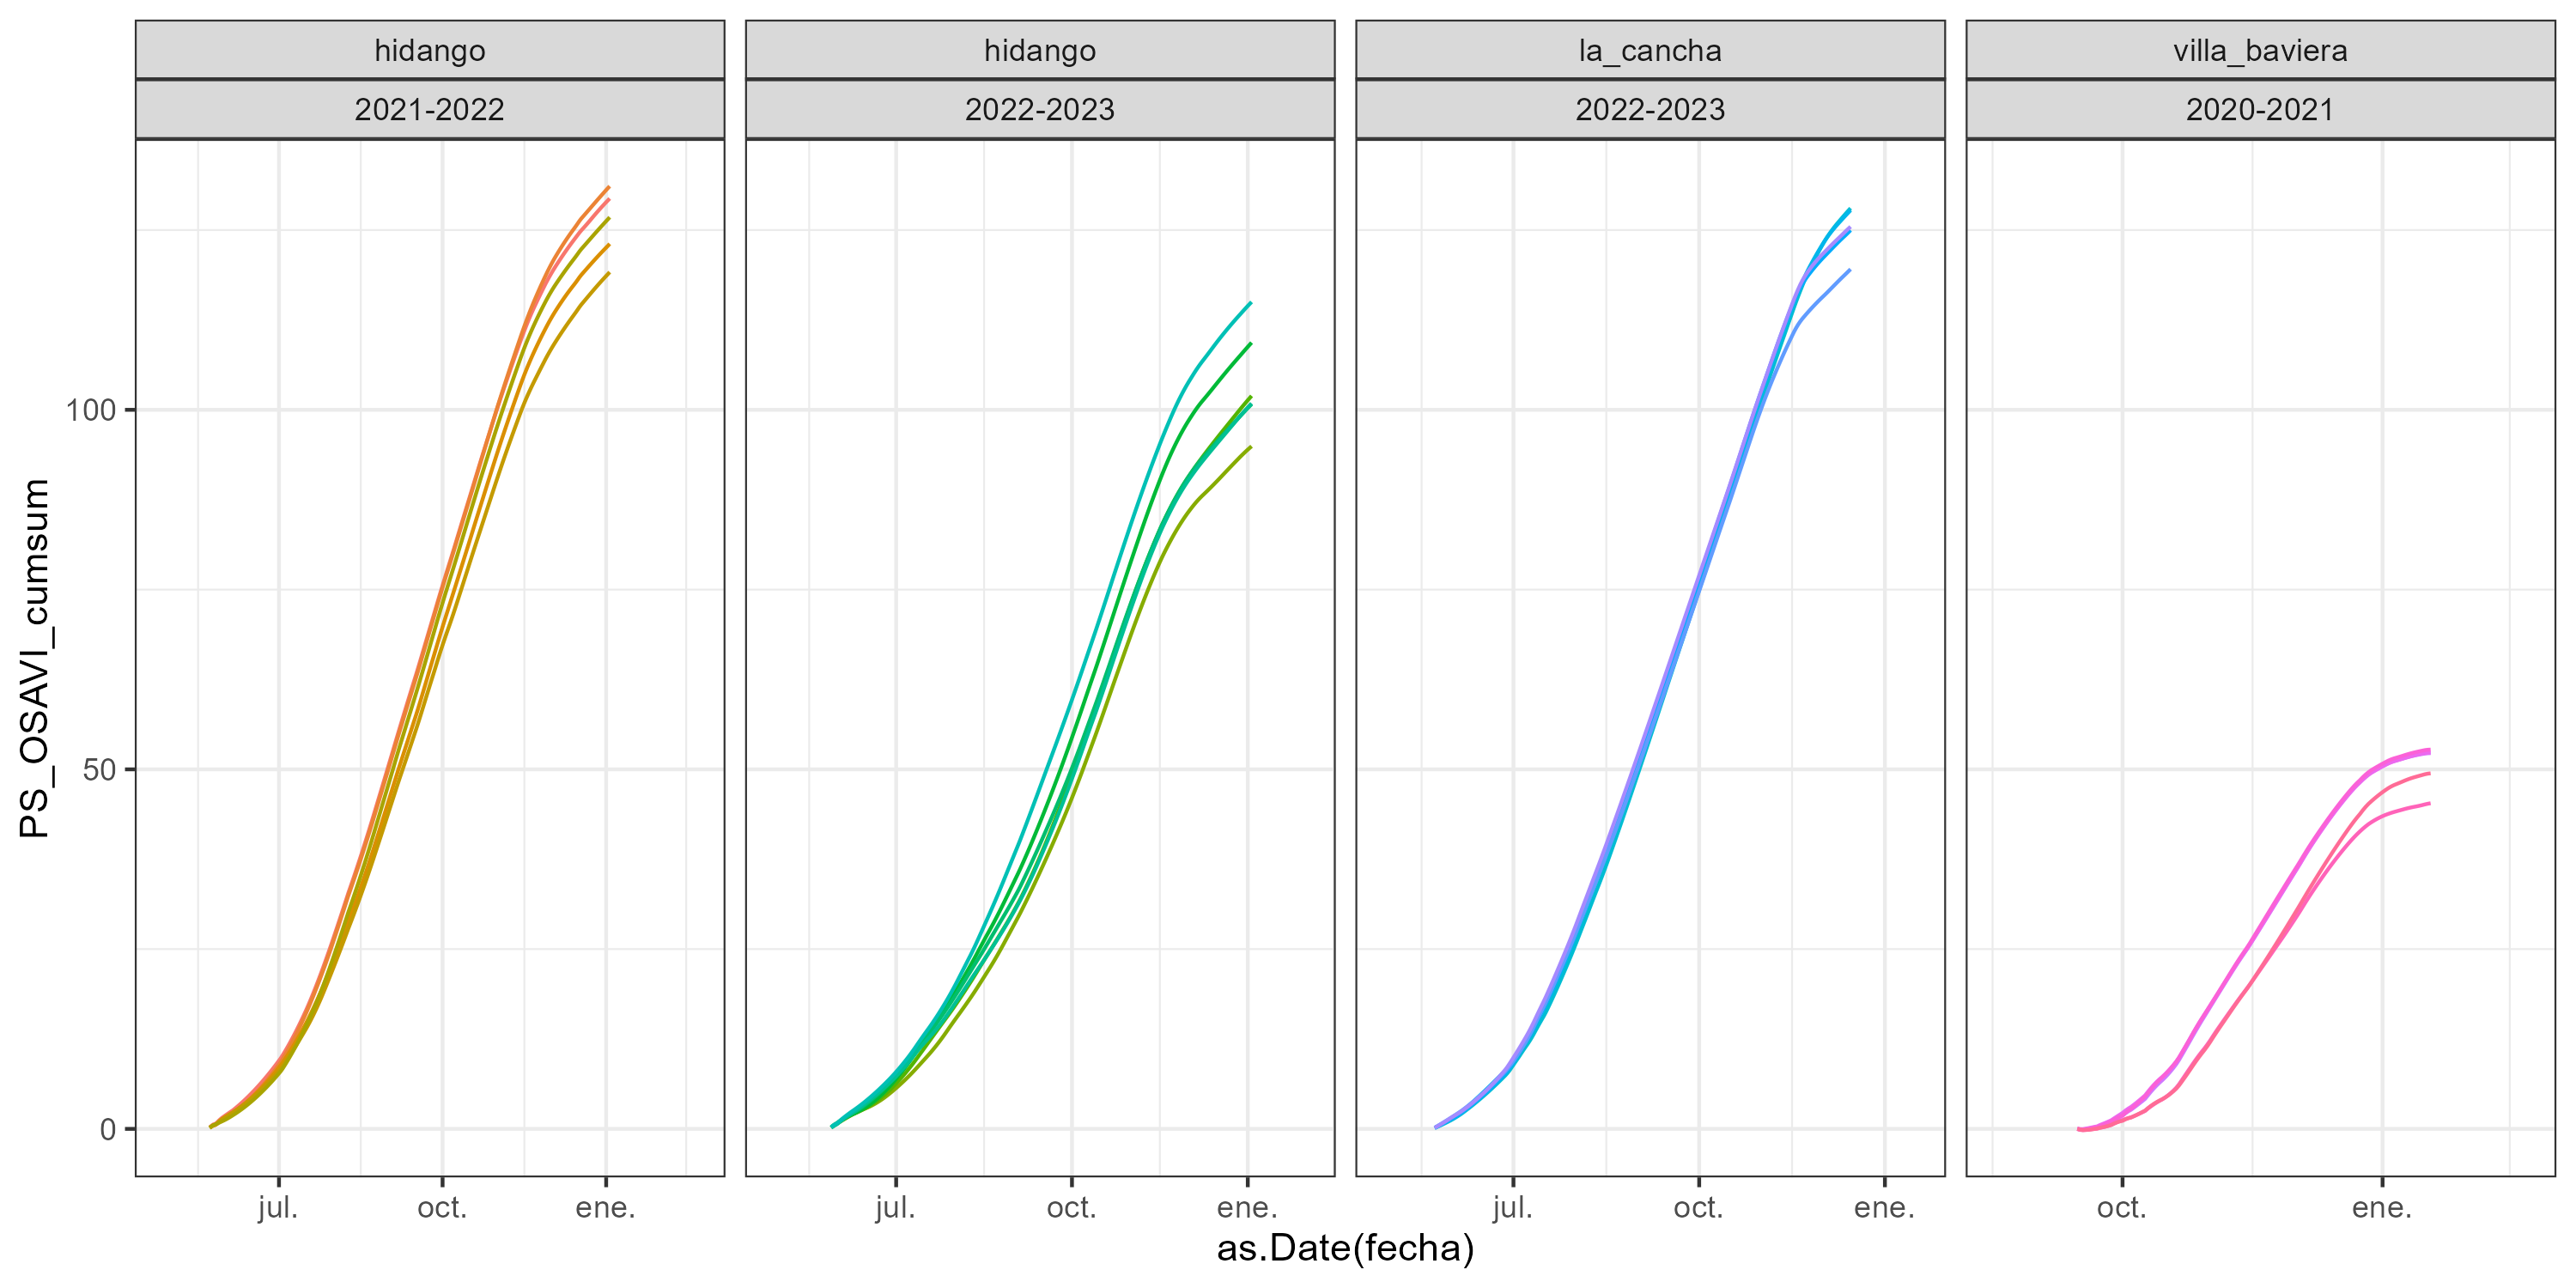 hidango hidango la_cancha villa_baviera
2021-2022 2022-2023 2022-2023 2020-2021
PS_OSAVI_cumsum
100
50
0
jul. oct. ene. jul. oct. ene. jul. oct. ene. oct. ene.
as.Date(fecha)